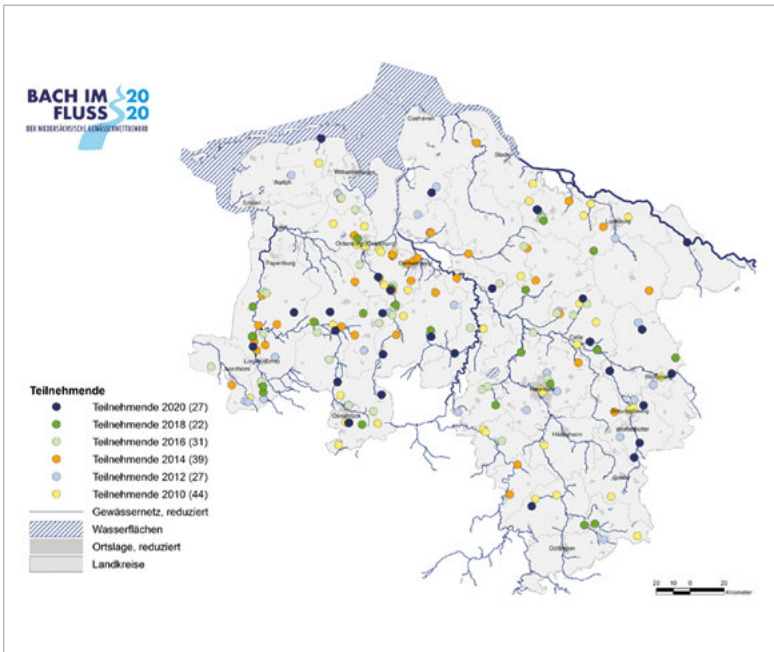 BACH IM 20
FLUSS 20
DER NIEDERSÄCHSISCHE GEWÄSSERWETTBEWERB
Cuxhaven
Stade
Wilhelmshaven
Aurich
Emden
Lüneburg
Leer
Oldenburg (Oldenburg)
Papenburg
Delmenhorst
Celle
Lingen (Ems)
Nordhorn
Wolfsburg
Hannover
Braunschweig
Osnabrück
Wolfenbüttel
Hildesheim
Goslar
Göttingen
Teilnehmende
Teilnehmende 2020 (27)
Teilnehmende 2018 (22)
Teilnehmende 2016 (31)
Teilnehmende 2014 (39)
Teilnehmende 2012 (27)
Teilnehmende 2010 (44)
Gewässernetz, reduziert
Wasserflächen
Ortslage, reduziert
Landkreise
20 10 0 20
Kilometer